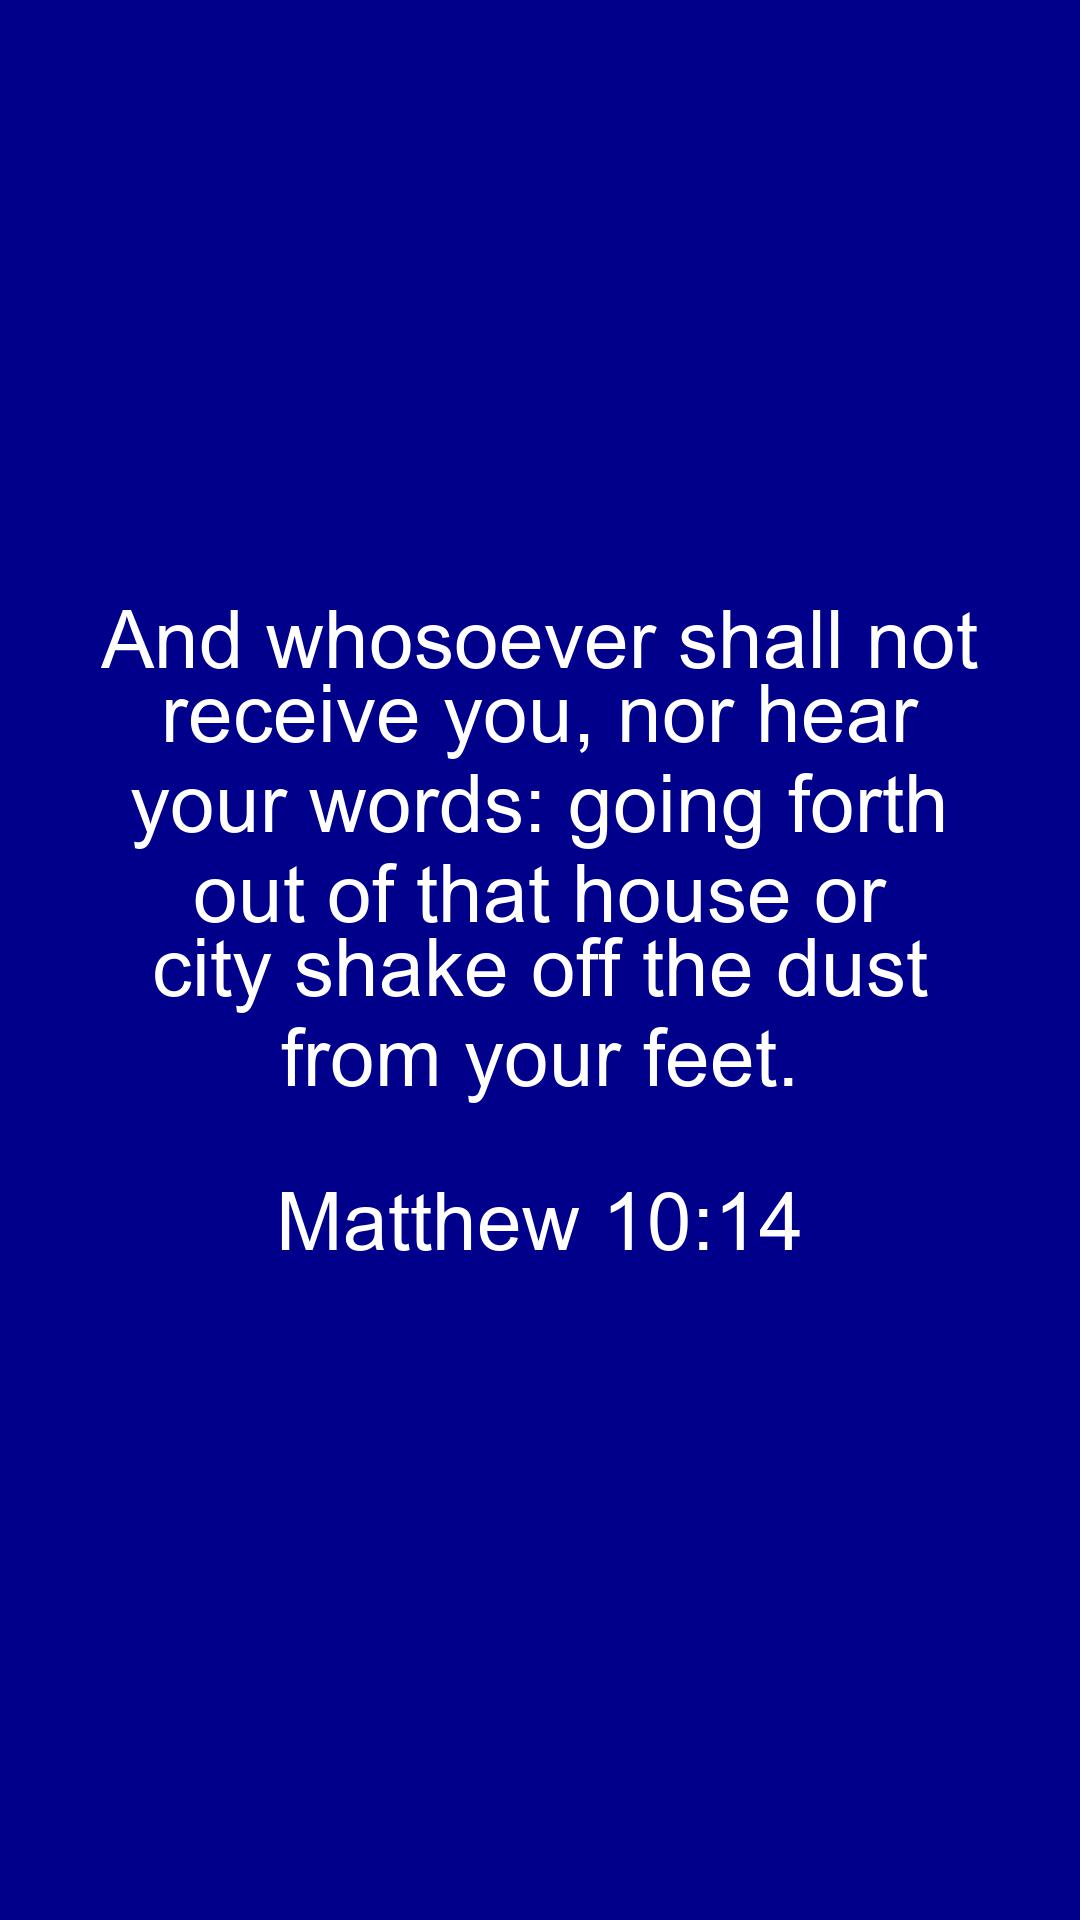 And whosoever shall not
receive you, nor hear
your words: going forth
out of that house or
city shake off the dust
from your feet.
Matthew 10:14